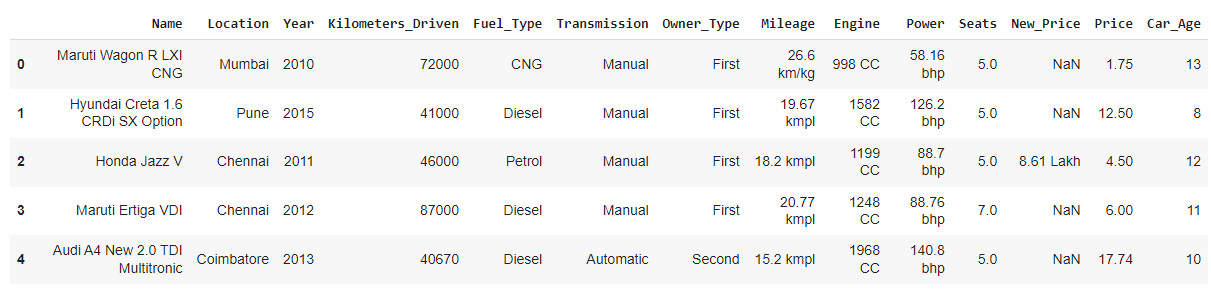 Name Location Year Kilometers_Driven Fuel_Type Transmission Owner_Type Mileage Engine Power Seats New_Price Price Car_Age
0 Maruti Wagon R LXI CNG Mumbai 2010 72000 CNG Manual First 26.6 km/kg 998 CC 58.16 bhp 5.0 NaN 1.75 13
1 Hyundai Creta 1.6 CRDi SX Option Pune 2015 41000 Diesel Manual First 19.67 kmpl 1582 CC 126.2 bhp 5.0 NaN 12.50 8
2 Honda Jazz V Chennai 2011 46000 Petrol Manual First 18.2 kmpl 1199 CC 88.7 bhp 5.0 8.61 Lakh 4.50 12
3 Maruti Ertiga VDI Chennai 2012 87000 Diesel Manual First 20.77 kmpl 1248 CC 88.76 bhp 7.0 NaN 6.00 11
4 Audi A4 New 2.0 TDI Multitronic Coimbatore 2013 40670 Diesel Automatic Second 15.2 kmpl 1968 CC 140.8 bhp 5.0 NaN 17.74 10